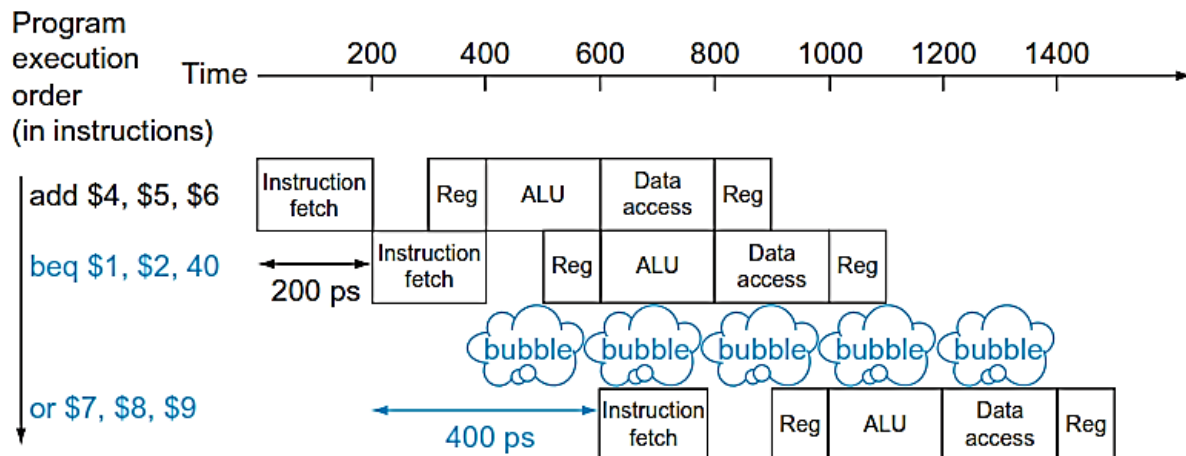 Program
execution
order
(in instructions)
Time
200 400 600 800 1000 1200 1400
add $4, $5, $6
Instruction
fetch
Reg
ALU
Data
access
Reg
beq $1, $2, 40
200 ps
Instruction
fetch
Reg
ALU
Data
access
Reg
bubble bubble bubble bubble bubble
or $7, $8, $9
400 ps
Instruction
fetch
Reg
ALU
Data
access
Reg